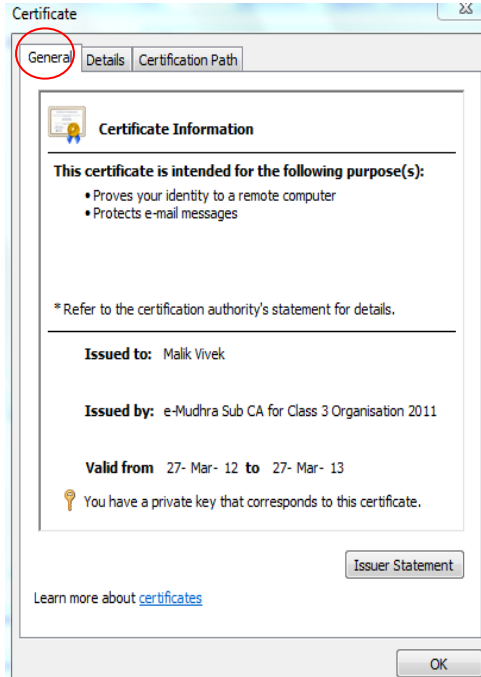 Certificate
General Details Certification Path
Certificate Information
This certificate is intended for the following purpose(s):
• Proves your identity to a remote computer
• Protects e-mail messages
* Refer to the certification authority's statement for details.
Issued to: Malik Vivek
Issued by: e-Mudhra Sub CA for Class 3 Organisation 2011
Valid from 27- Mar- 12 to 27- Mar- 13
You have a private key that corresponds to this certificate.
Issuer Statement
Learn more about certificates
OK